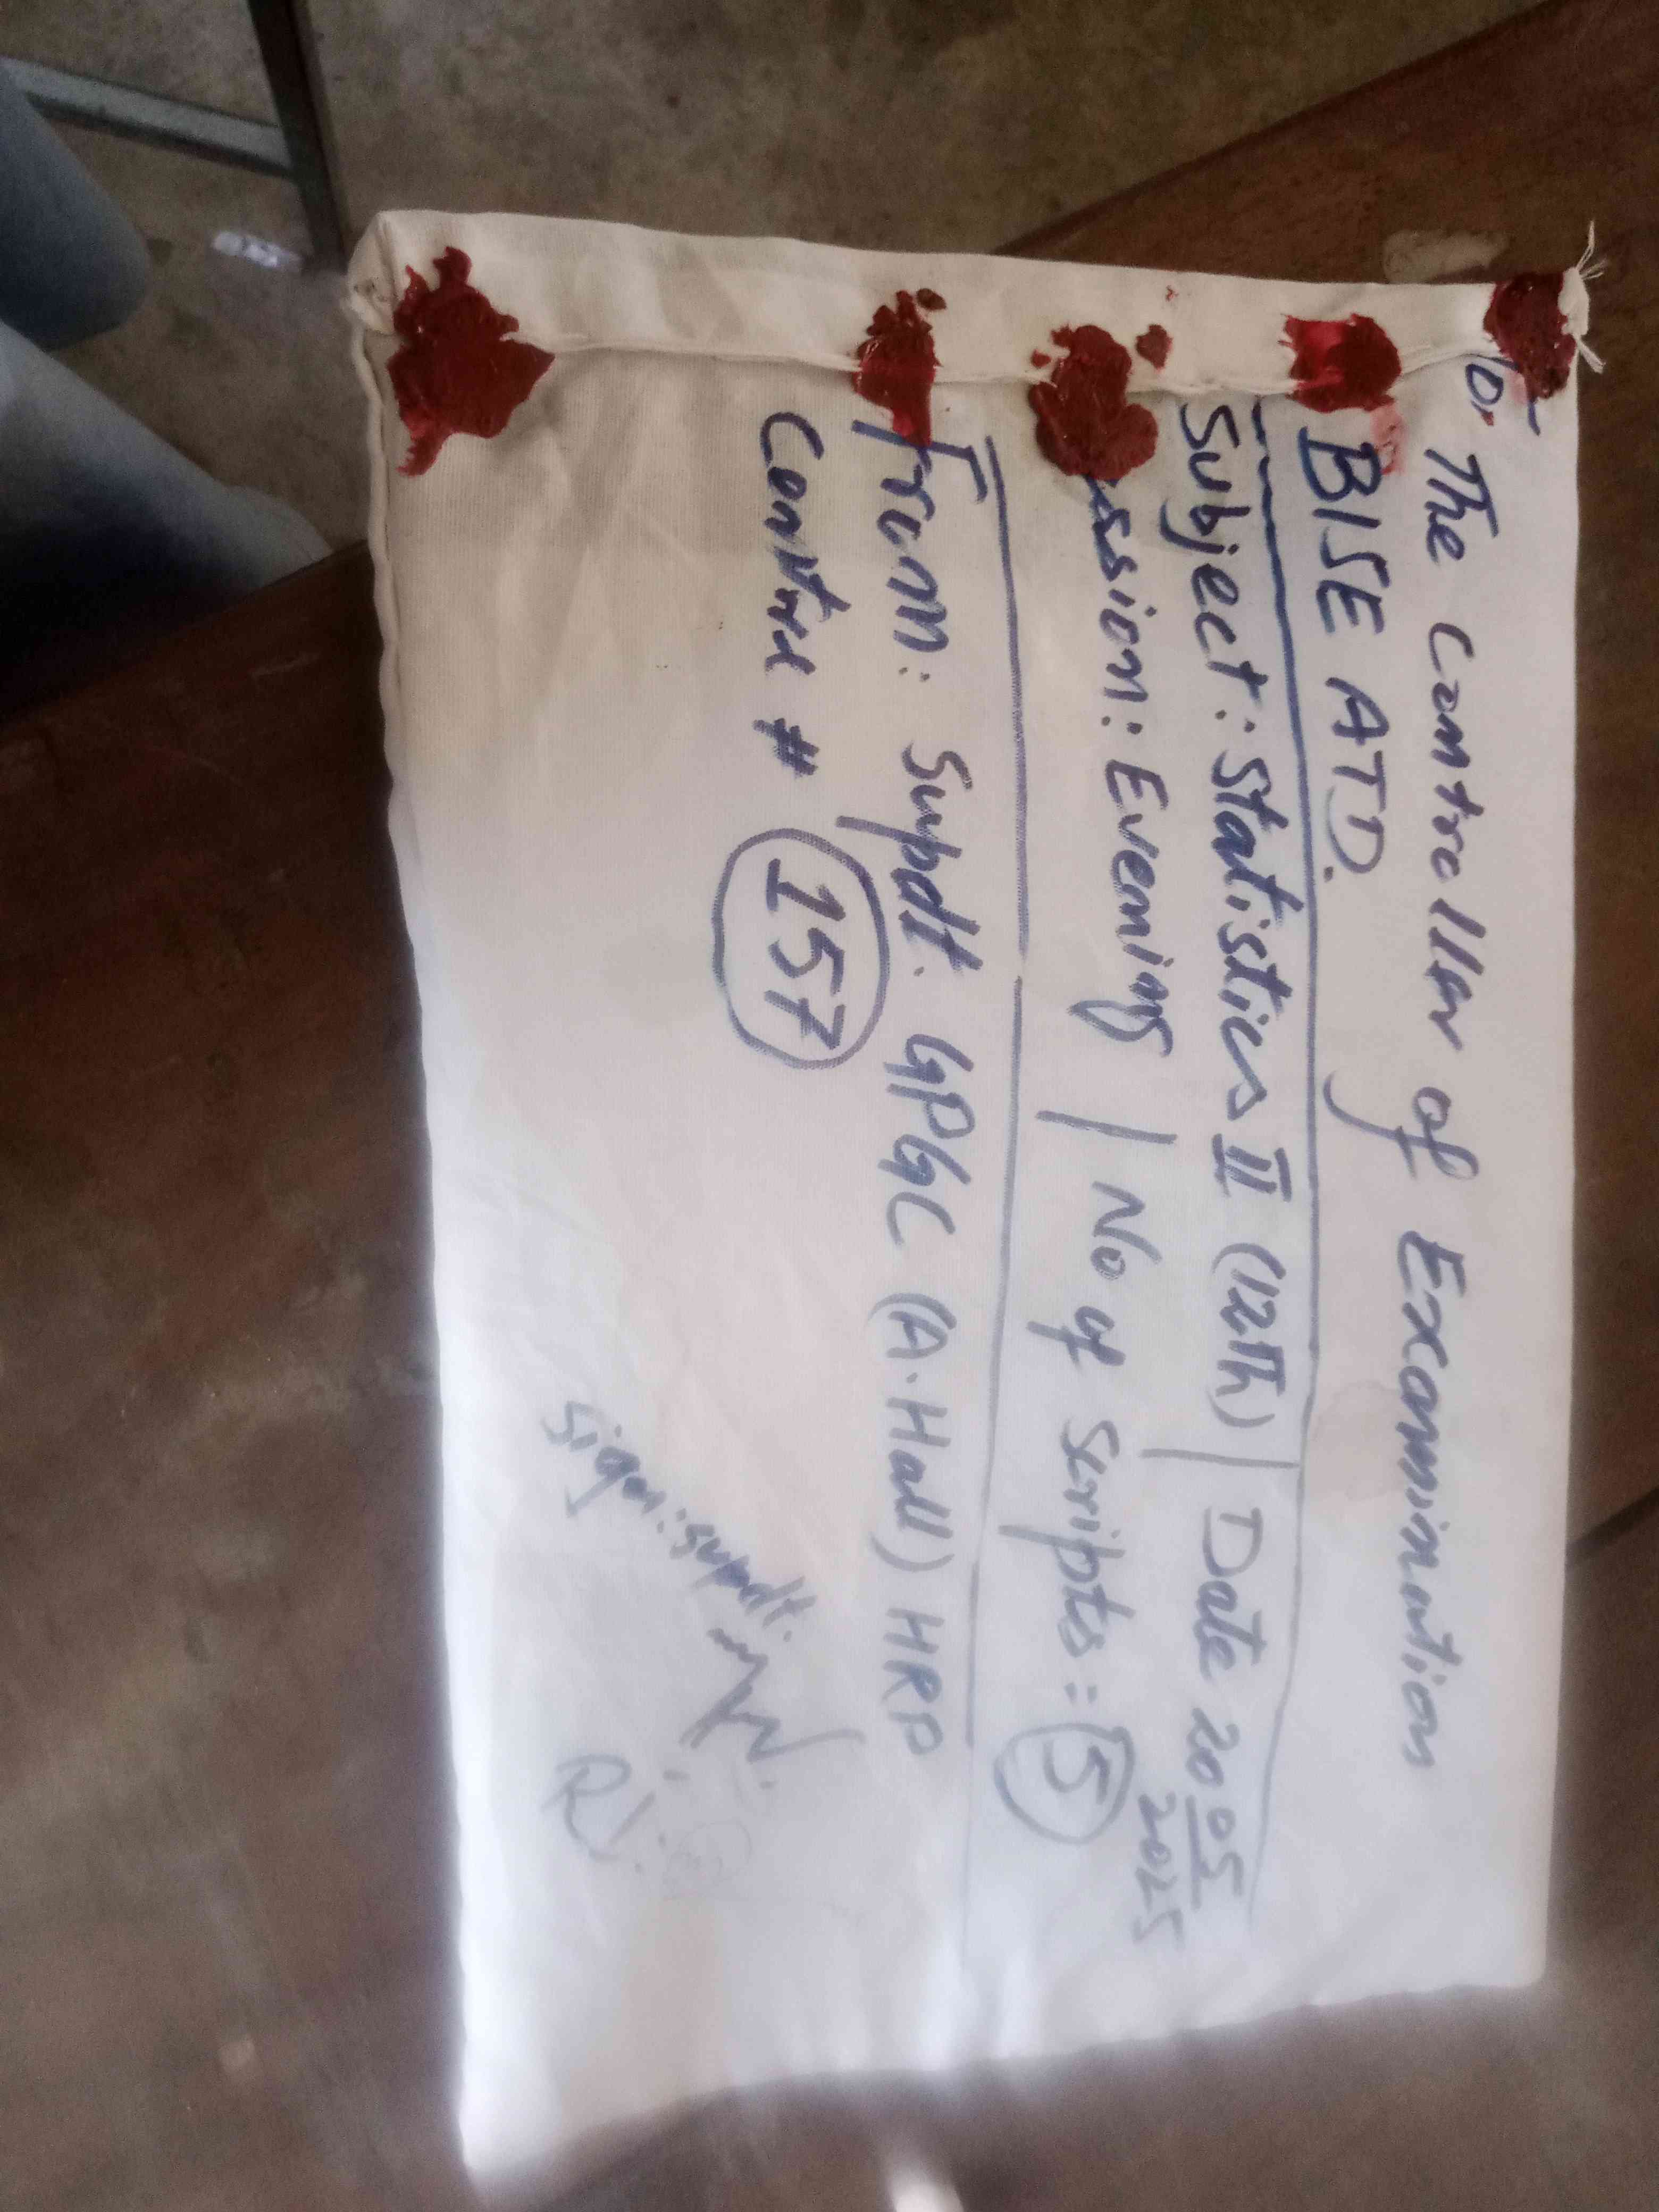 To,
The Controller of Examination
BISE ATD.
Subject: Statistics II (12th) | Date 20 05
2025
ssion: Evening | No of Scripts = 5
From: Supdt. GPGC (A.Hall) HRP
Centre # 157
Sign: Supdt.